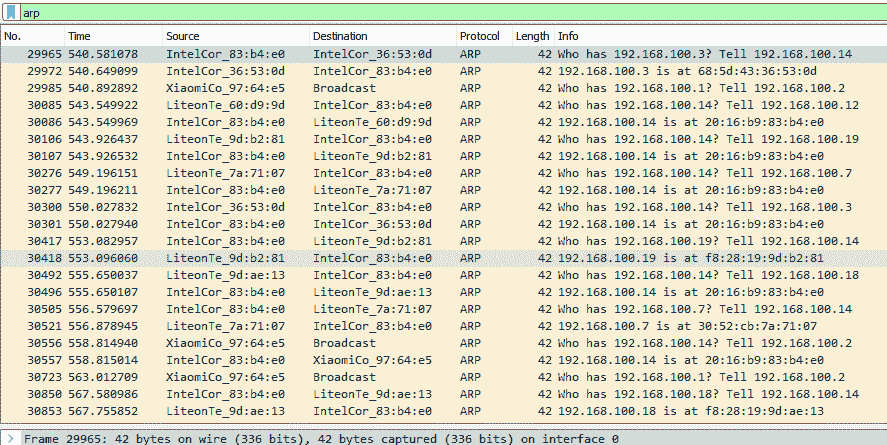 arp
No. Time Source Destination Protocol Length Info
29965 540.581078 IntelCor_83:b4:e0 IntelCor_36:53:0d ARP 42 Who has 192.168.100.3? Tell 192.168.100.14
29972 540.649099 IntelCor_36:53:0d IntelCor_83:b4:e0 ARP 42 192.168.100.3 is at 68:5d:43:36:53:0d
29985 540.892892 XiaomiCo_97:64:e5 Broadcast ARP 42 Who has 192.168.100.1? Tell 192.168.100.2
30085 543.549922 LiteonTe_60:d9:9d IntelCor_83:b4:e0 ARP 42 Who has 192.168.100.14? Tell 192.168.100.12
30086 543.549969 IntelCor_83:b4:e0 LiteonTe_60:d9:9d ARP 42 192.168.100.14 is at 20:16:b9:83:b4:e0
30106 543.926437 LiteonTe_9d:b2:81 IntelCor_83:b4:e0 ARP 42 Who has 192.168.100.14? Tell 192.168.100.19
30107 543.926532 IntelCor_83:b4:e0 LiteonTe_9d:b2:81 ARP 42 192.168.100.14 is at 20:16:b9:83:b4:e0
30276 549.196151 LiteonTe_7a:71:07 IntelCor_83:b4:e0 ARP 42 Who has 192.168.100.14? Tell 192.168.100.7
30277 549.196211 IntelCor_83:b4:e0 LiteonTe_7a:71:07 ARP 42 192.168.100.14 is at 20:16:b9:83:b4:e0
30300 550.027832 IntelCor_36:53:0d IntelCor_83:b4:e0 ARP 42 Who has 192.168.100.14? Tell 192.168.100.3
30301 550.027940 IntelCor_83:b4:e0 IntelCor_36:53:0d ARP 42 192.168.100.14 is at 20:16:b9:83:b4:e0
30417 553.082957 IntelCor_83:b4:e0 LiteonTe_9d:b2:81 ARP 42 Who has 192.168.100.19? Tell 192.168.100.14
30418 553.096060 LiteonTe_9d:b2:81 IntelCor_83:b4:e0 ARP 42 192.168.100.19 is at f8:28:19:9d:b2:81
30492 555.650037 LiteonTe_9d:ae:13 IntelCor_83:b4:e0 ARP 42 Who has 192.168.100.14? Tell 192.168.100.18
30496 555.650107 IntelCor_83:b4:e0 LiteonTe_9d:ae:13 ARP 42 192.168.100.14 is at 20:16:b9:83:b4:e0
30505 556.579697 IntelCor_83:b4:e0 LiteonTe_7a:71:07 ARP 42 Who has 192.168.100.7? Tell 192.168.100.14
30521 556.878945 LiteonTe_7a:71:07 IntelCor_83:b4:e0 ARP 42 192.168.100.7 is at 30:52:cb:7a:71:07
30556 558.814940 XiaomiCo_97:64:e5 Broadcast ARP 42 Who has 192.168.100.14? Tell 192.168.100.2
30557 558.815014 IntelCor_83:b4:e0 XiaomiCo_97:64:e5 ARP 42 192.168.100.14 is at 20:16:b9:83:b4:e0
30723 563.012709 XiaomiCo_97:64:e5 Broadcast ARP 42 Who has 192.168.100.1? Tell 192.168.100.2
30850 567.580986 IntelCor_83:b4:e0 LiteonTe_9d:ae:13 ARP 42 Who has 192.168.100.18? Tell 192.168.100.14
30853 567.755852 LiteonTe_9d:ae:13 IntelCor_83:b4:e0 ARP 42 192.168.100.18 is at f8:28:19:9d:ae:13
Frame 29965: 42 bytes on wire (336 bits), 42 bytes captured (336 bits) on interface 0